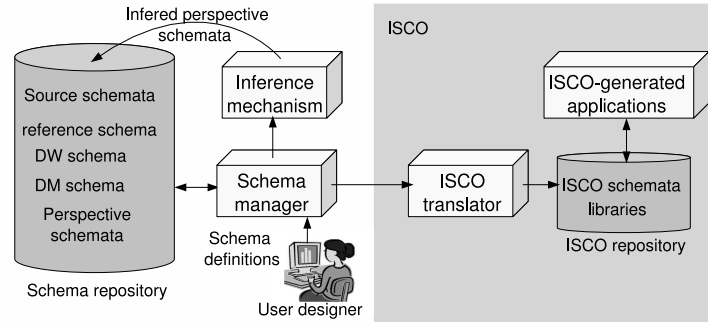 Infered perspective
schemata
ISCO
Source schemata
reference schema
DW schema
DM schema
Perspective
schemata
Schema repository
Inference
mechanism
Schema
manager
Schema
definitions
User designer
ISCO
translator
ISCO-generated
applications
ISCO schemata
libraries
ISCO repository